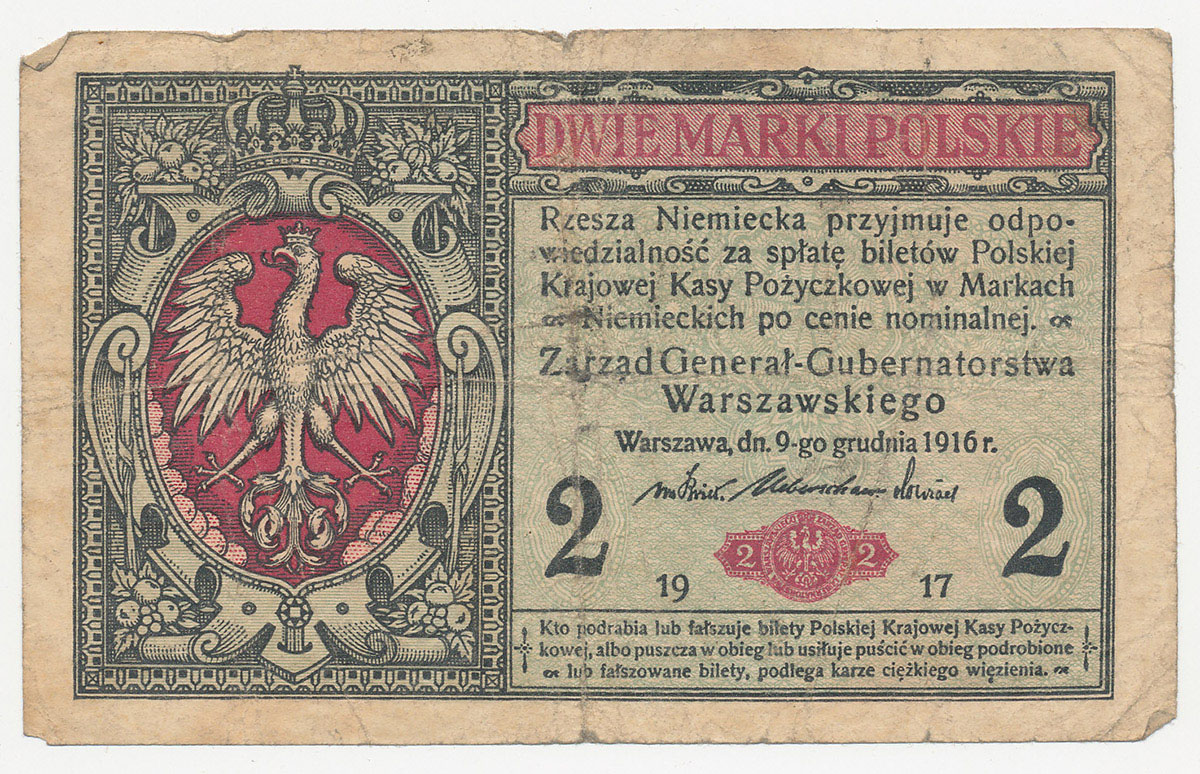 DWIE MARKI POLSKIE
Rzesza Niemiecka przyjmuje odpo-
wiedzialność za spłatę biletów Polskiej
Krajowej Kasy Pożyczkowej w Markach
Niemieckich po cenie nominalnej.
Zarząd Generał-Gubernatorstwa
Warszawskiego
Warszawa, dn. 9-go grudnia 1916 r.
2 2
2 2
19 17
Kto podrabia lub fałszuje bilety Polskiej Krajowej Kasy Pożycz-
kowej, albo puszcza w obieg lub usiłuje puścić w obieg podrobione
lub fałszowane bilety, podlega karze ciężkiego więzienia.